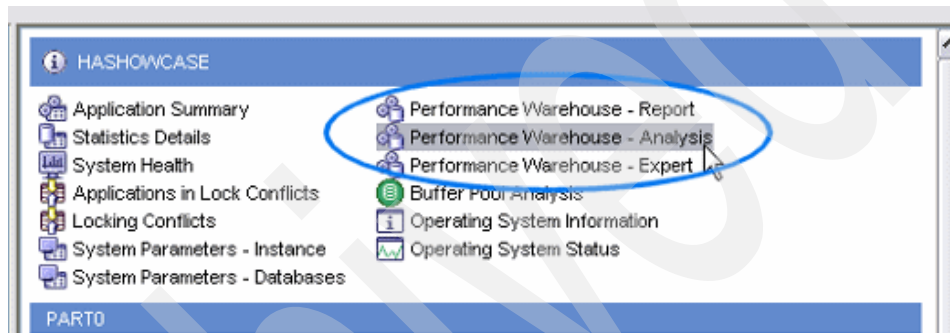 HASHOWCASE
Application Summary
Statistics Details
System Health
Applications in Lock Conflicts
Locking Conflicts
System Parameters - Instance
System Parameters - Databases
Performance Warehouse - Report
Performance Warehouse - Analysis
Performance Warehouse - Expert
Buffer Pool Analysis
Operating System Information
Operating System Status
PART0